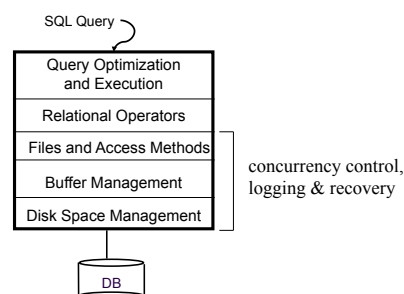 SQL Query
Query Optimization
and Execution
Relational Operators
Files and Access Methods
Buffer Management
Disk Space Management
concurrency control,
logging & recovery
DB